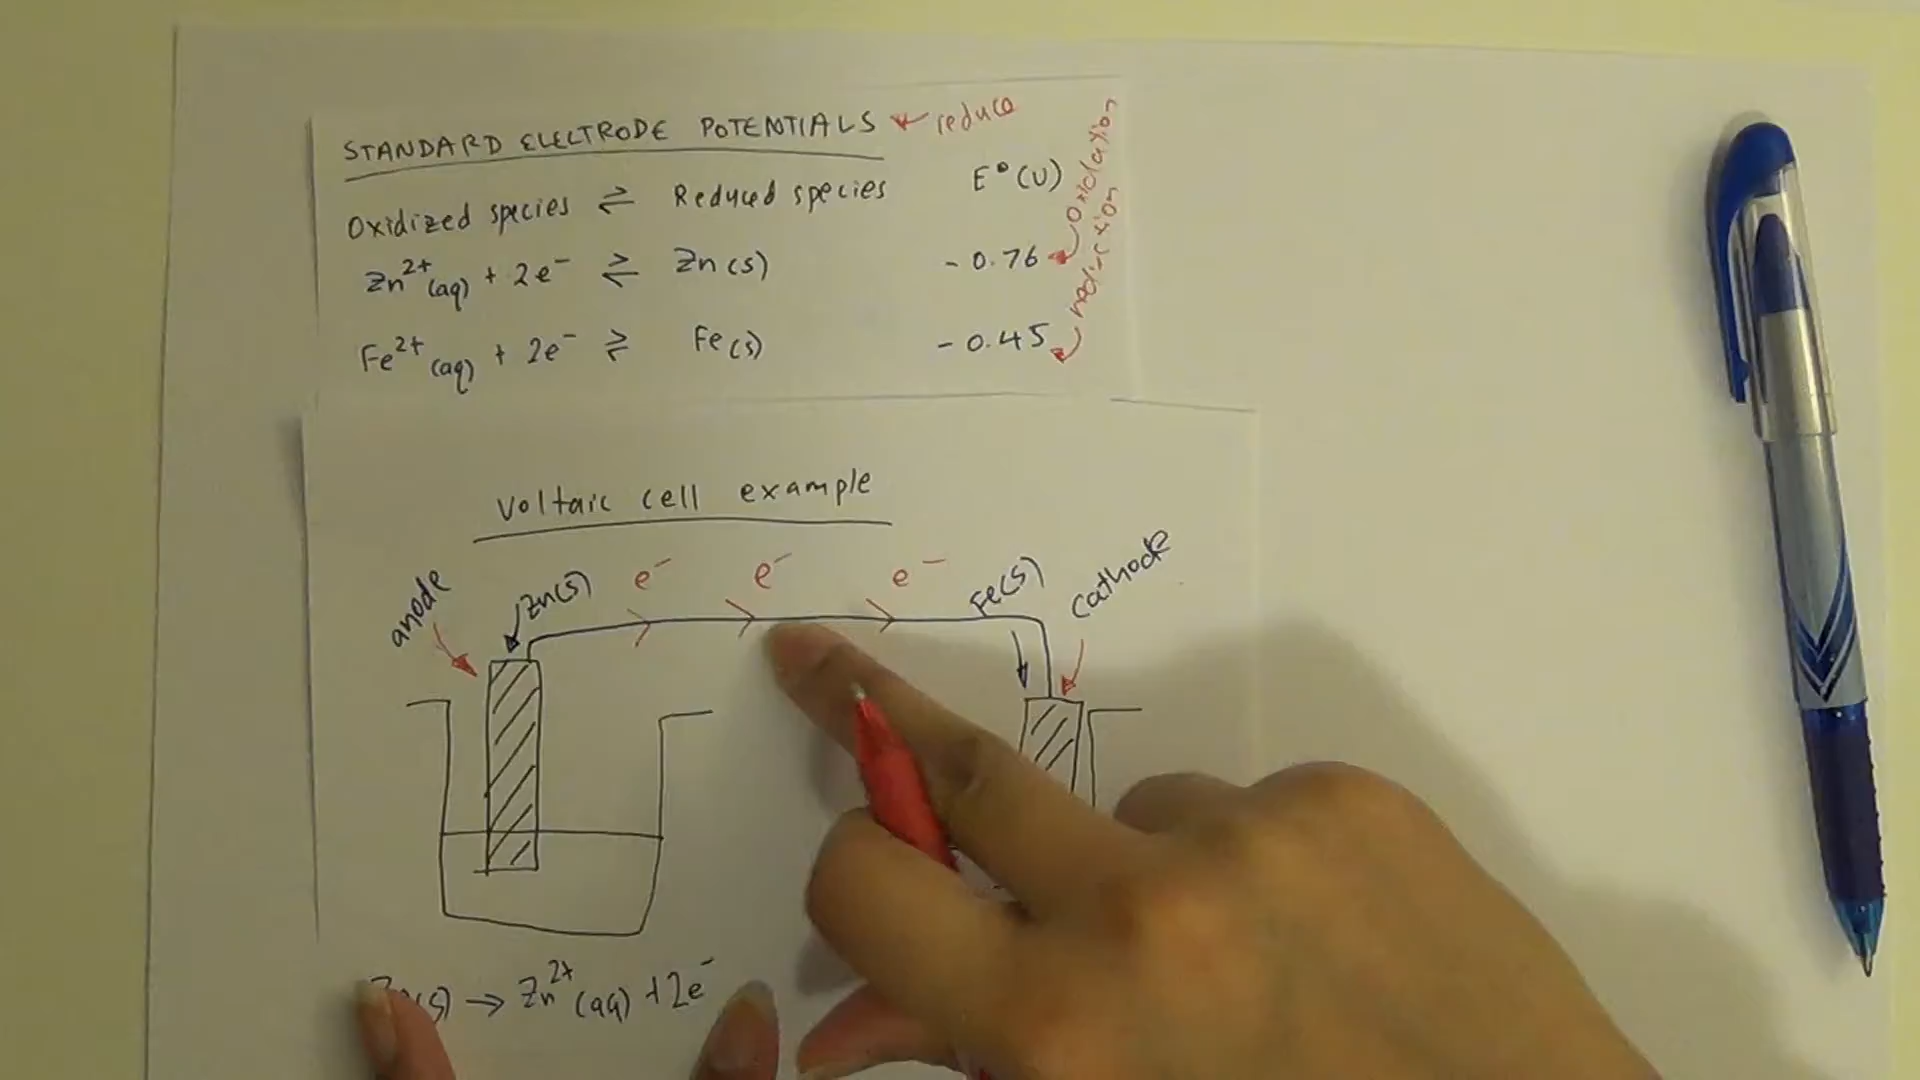 STANDARD ELECTRODE POTENTIALS ← reduce
Oxidized species ⇌ Reduced species E°(V)
Zn²⁺(aq) + 2e⁻ ⇌ Zn(s) - 0.76 oxidation
Fe²⁺(aq) + 2e⁻ ⇌ Fe(s) - 0.45 reduction
Voltaic cell example
anode Zn(s) e⁻ e⁻ e⁻ Fe(s) Cathode
(s) → Zn²⁺(aq) + 2e⁻